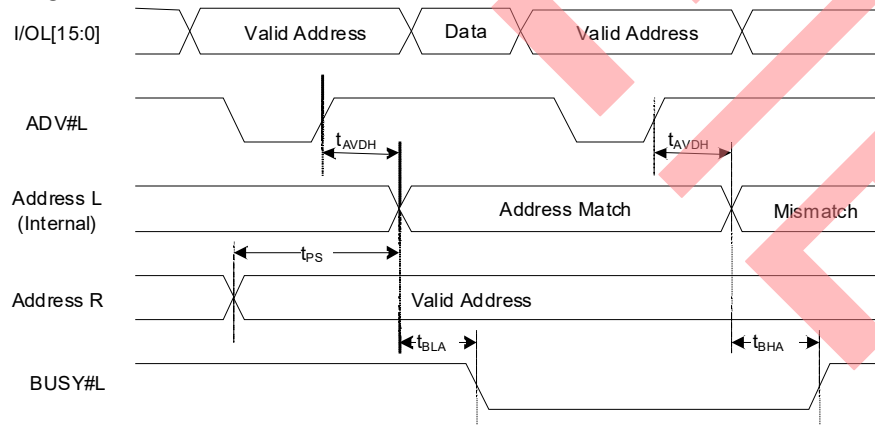 I/OL[15:0]
Valid Address
Data
Valid Address
ADV#L
tAVDH
tAVDH
Address L
(Internal)
Address Match
Mismatch
tPS
Address R
Valid Address
tBLA
tBHA
BUSY#L